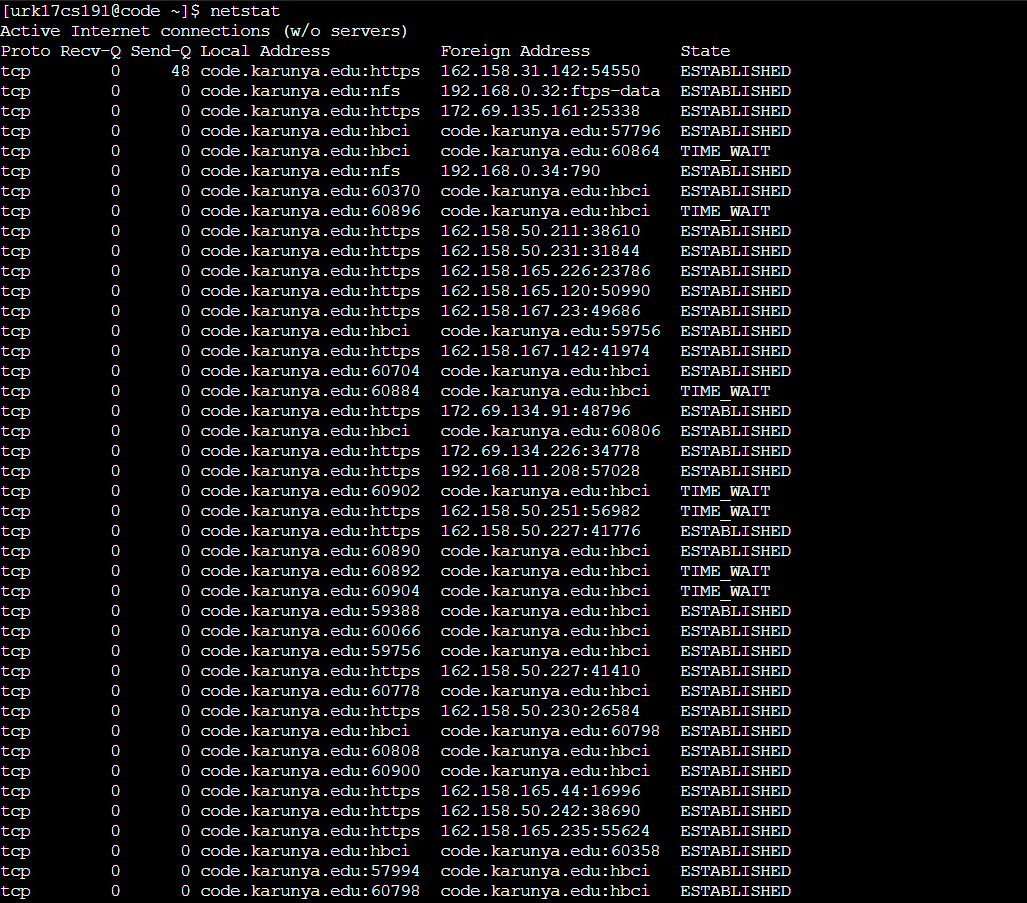 [urk17cs191@code ~]$ netstat
Active Internet connections (w/o servers)
Proto Recv-Q Send-Q Local Address           Foreign Address         State
tcp        0     48 code.karunya.edu:https  162.158.31.142:54550    ESTABLISHED
tcp        0      0 code.karunya.edu:nfs    192.168.0.32:ftps-data  ESTABLISHED
tcp        0      0 code.karunya.edu:https  172.69.135.161:25338    ESTABLISHED
tcp        0      0 code.karunya.edu:hbci   code.karunya.edu:57796  ESTABLISHED
tcp        0      0 code.karunya.edu:hbci   code.karunya.edu:60864  TIME_WAIT
tcp        0      0 code.karunya.edu:nfs    192.168.0.34:790        ESTABLISHED
tcp        0      0 code.karunya.edu:60370  code.karunya.edu:hbci   ESTABLISHED
tcp        0      0 code.karunya.edu:60896  code.karunya.edu:hbci   TIME_WAIT
tcp        0      0 code.karunya.edu:https  162.158.50.211:38610    ESTABLISHED
tcp        0      0 code.karunya.edu:https  162.158.50.231:31844    ESTABLISHED
tcp        0      0 code.karunya.edu:https  162.158.165.226:23786   ESTABLISHED
tcp        0      0 code.karunya.edu:https  162.158.165.120:50990   ESTABLISHED
tcp        0      0 code.karunya.edu:https  162.158.167.23:49686    ESTABLISHED
tcp        0      0 code.karunya.edu:hbci   code.karunya.edu:59756  ESTABLISHED
tcp        0      0 code.karunya.edu:https  162.158.167.142:41974   ESTABLISHED
tcp        0      0 code.karunya.edu:60704  code.karunya.edu:hbci   ESTABLISHED
tcp        0      0 code.karunya.edu:60884  code.karunya.edu:hbci   TIME_WAIT
tcp        0      0 code.karunya.edu:https  172.69.134.91:48796     ESTABLISHED
tcp        0      0 code.karunya.edu:hbci   code.karunya.edu:60806  ESTABLISHED
tcp        0      0 code.karunya.edu:https  172.69.134.226:34778    ESTABLISHED
tcp        0      0 code.karunya.edu:https  192.168.11.208:57028    ESTABLISHED
tcp        0      0 code.karunya.edu:60902  code.karunya.edu:hbci   TIME_WAIT
tcp        0      0 code.karunya.edu:https  162.158.50.251:56982    TIME_WAIT
tcp        0      0 code.karunya.edu:https  162.158.50.227:41776    ESTABLISHED
tcp        0      0 code.karunya.edu:60890  code.karunya.edu:hbci   ESTABLISHED
tcp        0      0 code.karunya.edu:60892  code.karunya.edu:hbci   TIME_WAIT
tcp        0      0 code.karunya.edu:60904  code.karunya.edu:hbci   TIME_WAIT
tcp        0      0 code.karunya.edu:59388  code.karunya.edu:hbci   ESTABLISHED
tcp        0      0 code.karunya.edu:60066  code.karunya.edu:hbci   ESTABLISHED
tcp        0      0 code.karunya.edu:59756  code.karunya.edu:hbci   ESTABLISHED
tcp        0      0 code.karunya.edu:https  162.158.50.227:41410    ESTABLISHED
tcp        0      0 code.karunya.edu:60778  code.karunya.edu:hbci   ESTABLISHED
tcp        0      0 code.karunya.edu:https  162.158.50.230:26584    ESTABLISHED
tcp        0      0 code.karunya.edu:hbci   code.karunya.edu:60798  ESTABLISHED
tcp        0      0 code.karunya.edu:60808  code.karunya.edu:hbci   ESTABLISHED
tcp        0      0 code.karunya.edu:60900  code.karunya.edu:hbci   ESTABLISHED
tcp        0      0 code.karunya.edu:https  162.158.165.44:16996    ESTABLISHED
tcp        0      0 code.karunya.edu:https  162.158.50.242:38690    ESTABLISHED
tcp        0      0 code.karunya.edu:https  162.158.165.235:55624   ESTABLISHED
tcp        0      0 code.karunya.edu:hbci   code.karunya.edu:60358  ESTABLISHED
tcp        0      0 code.karunya.edu:57994  code.karunya.edu:hbci   ESTABLISHED
tcp        0      0 code.karunya.edu:60798  code.karunya.edu:hbci   ESTABLISHED